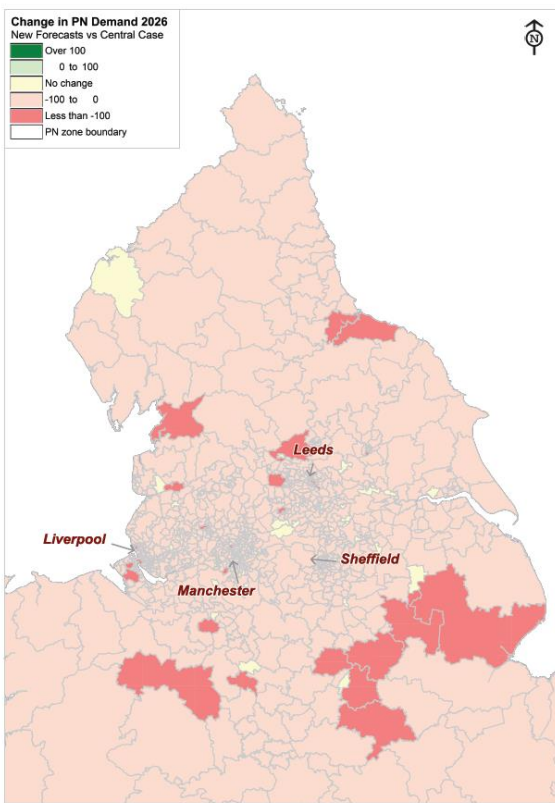 Change in PN Demand 2026
New Forecasts vs Central Case
Over 100
0 to 100
No change
-100 to 0
Less than -100
PN zone boundary
N
Leeds
Liverpool
Sheffield
Manchester